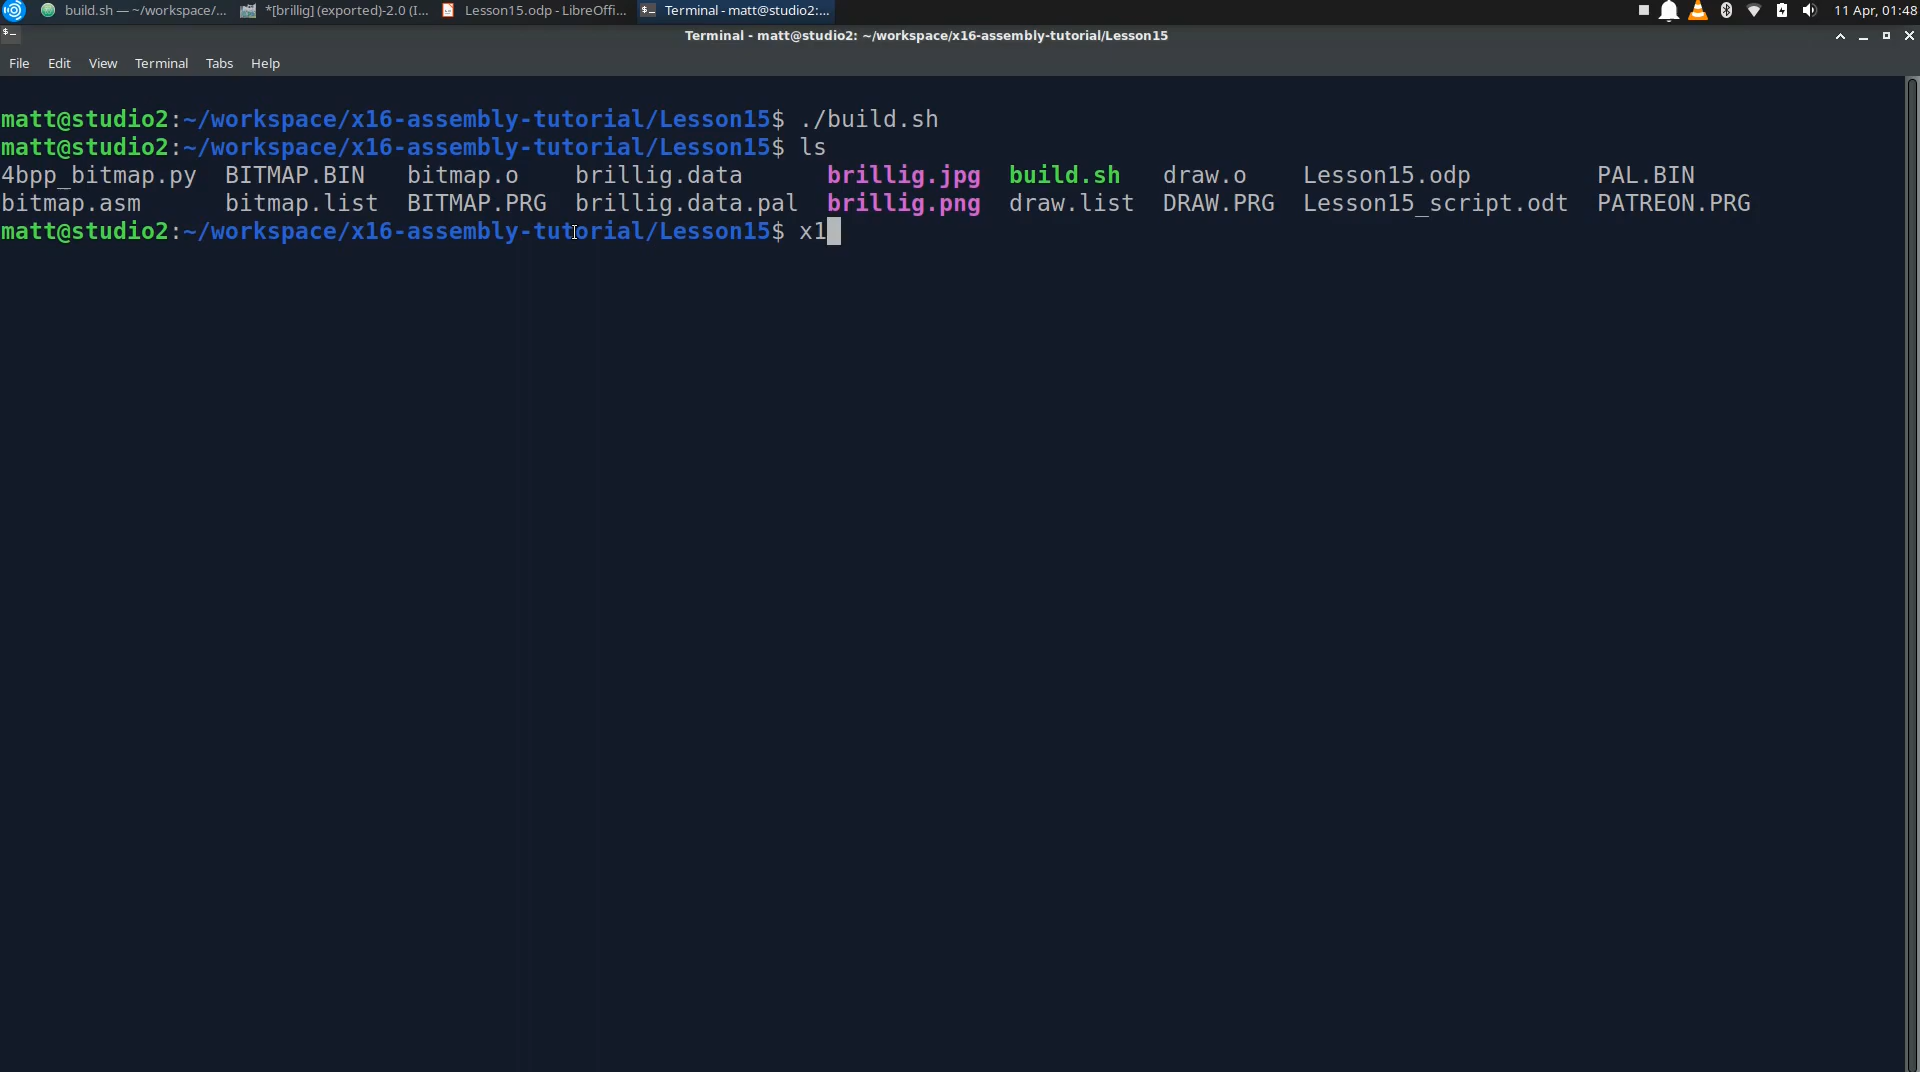 build.sh — ~/workspace/... *[brillig] (exported)-2.0 (I... Lesson15.odp - LibreOffi... Terminal - matt@studio2:... 11 Apr, 01:48
Terminal - matt@studio2: ~/workspace/x16-assembly-tutorial/Lesson15
File Edit View Terminal Tabs Help
matt@studio2:~/workspace/x16-assembly-tutorial/Lesson15$ ./build.sh
matt@studio2:~/workspace/x16-assembly-tutorial/Lesson15$ ls
4bpp_bitmap.py BITMAP.BIN bitmap.o brillig.data brillig.jpg build.sh draw.o Lesson15.odp PAL.BIN
bitmap.asm bitmap.list BITMAP.PRG brillig.data.pal brillig.png draw.list DRAW.PRG Lesson15_script.odt PATREON.PRG
matt@studio2:~/workspace/x16-assembly-tutorial/Lesson15$ x1